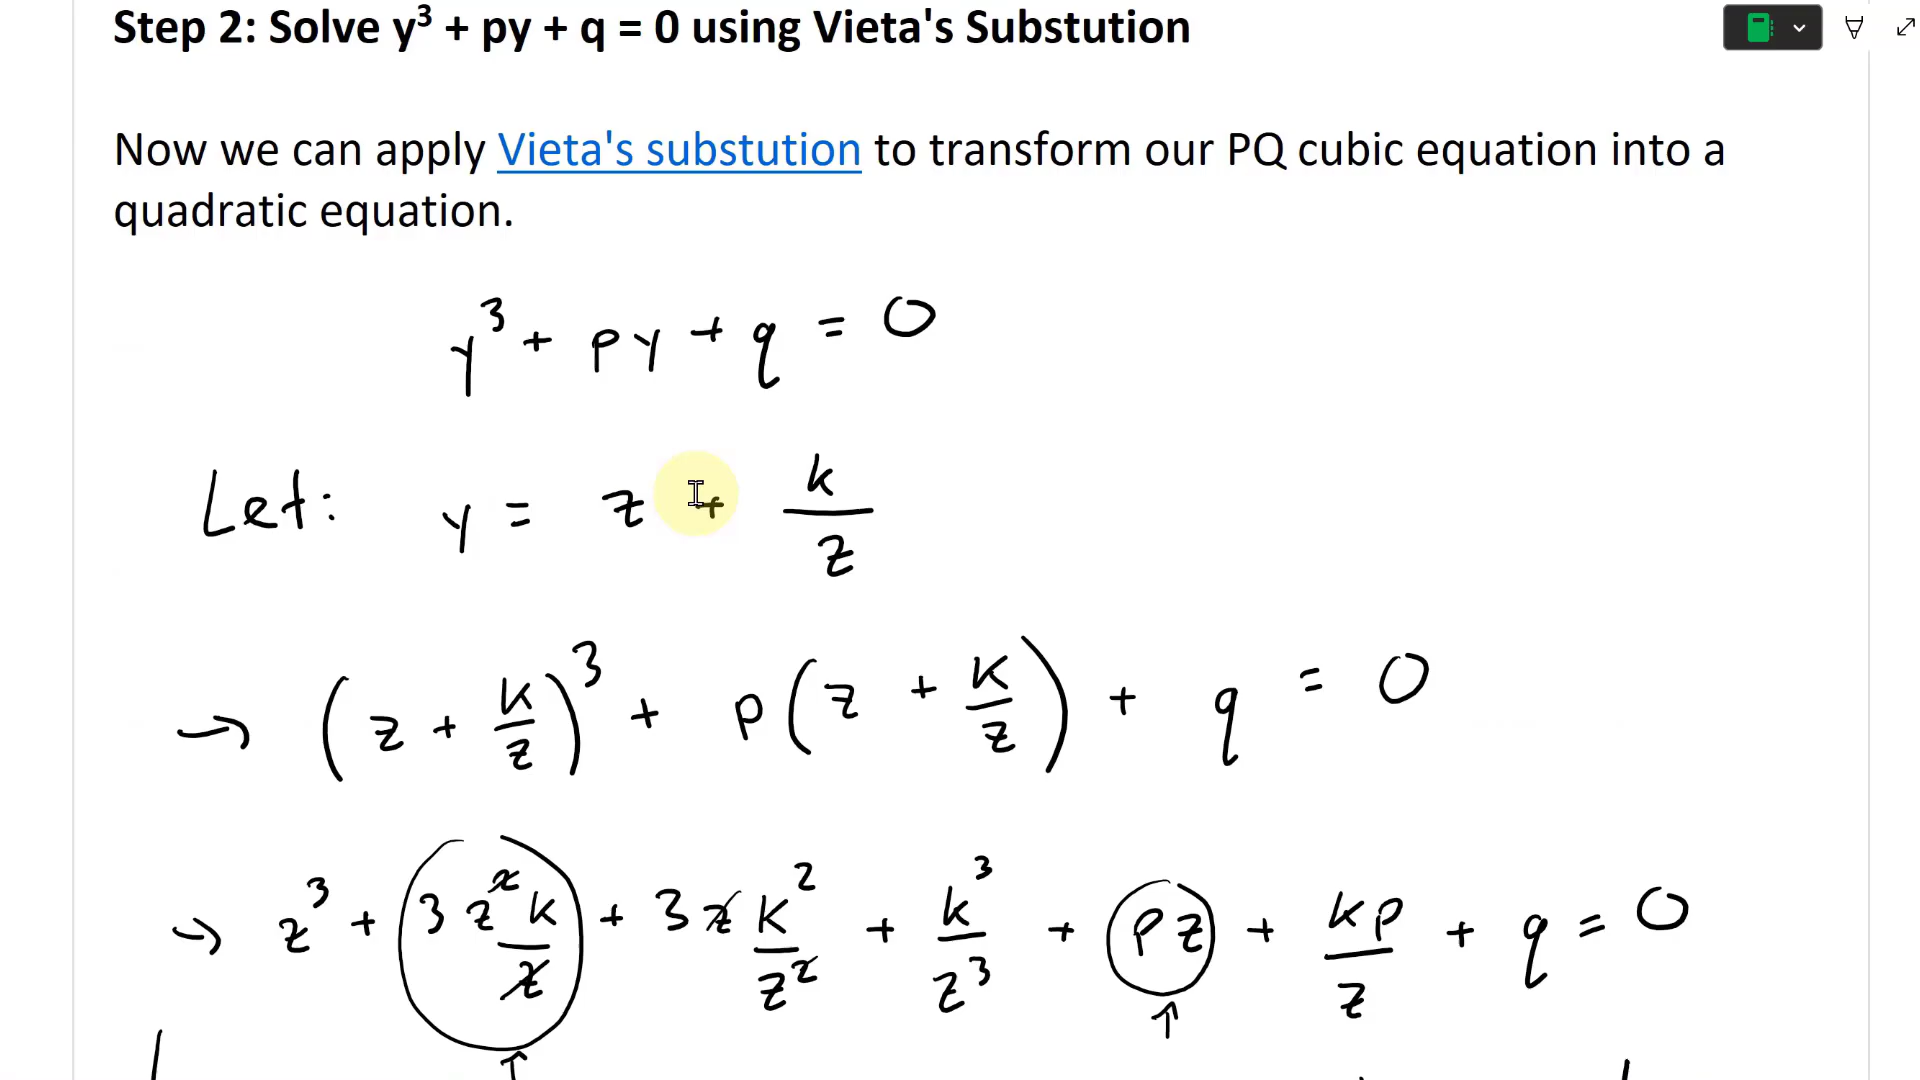 Step 2: Solve y³ + py + q = 0 using Vieta's Substution
Now we can apply Vieta's substution to transform our PQ cubic equation into a
quadratic equation.
y³ + py + q = 0
Let: y = z + k/z
→ (z + k/z)³ + p(z + k/z) + q = 0
→ z³ + 3z²k/z + 3zk²/z² + k³/z³ + pz + kp/z + q = 0
↑ ↑